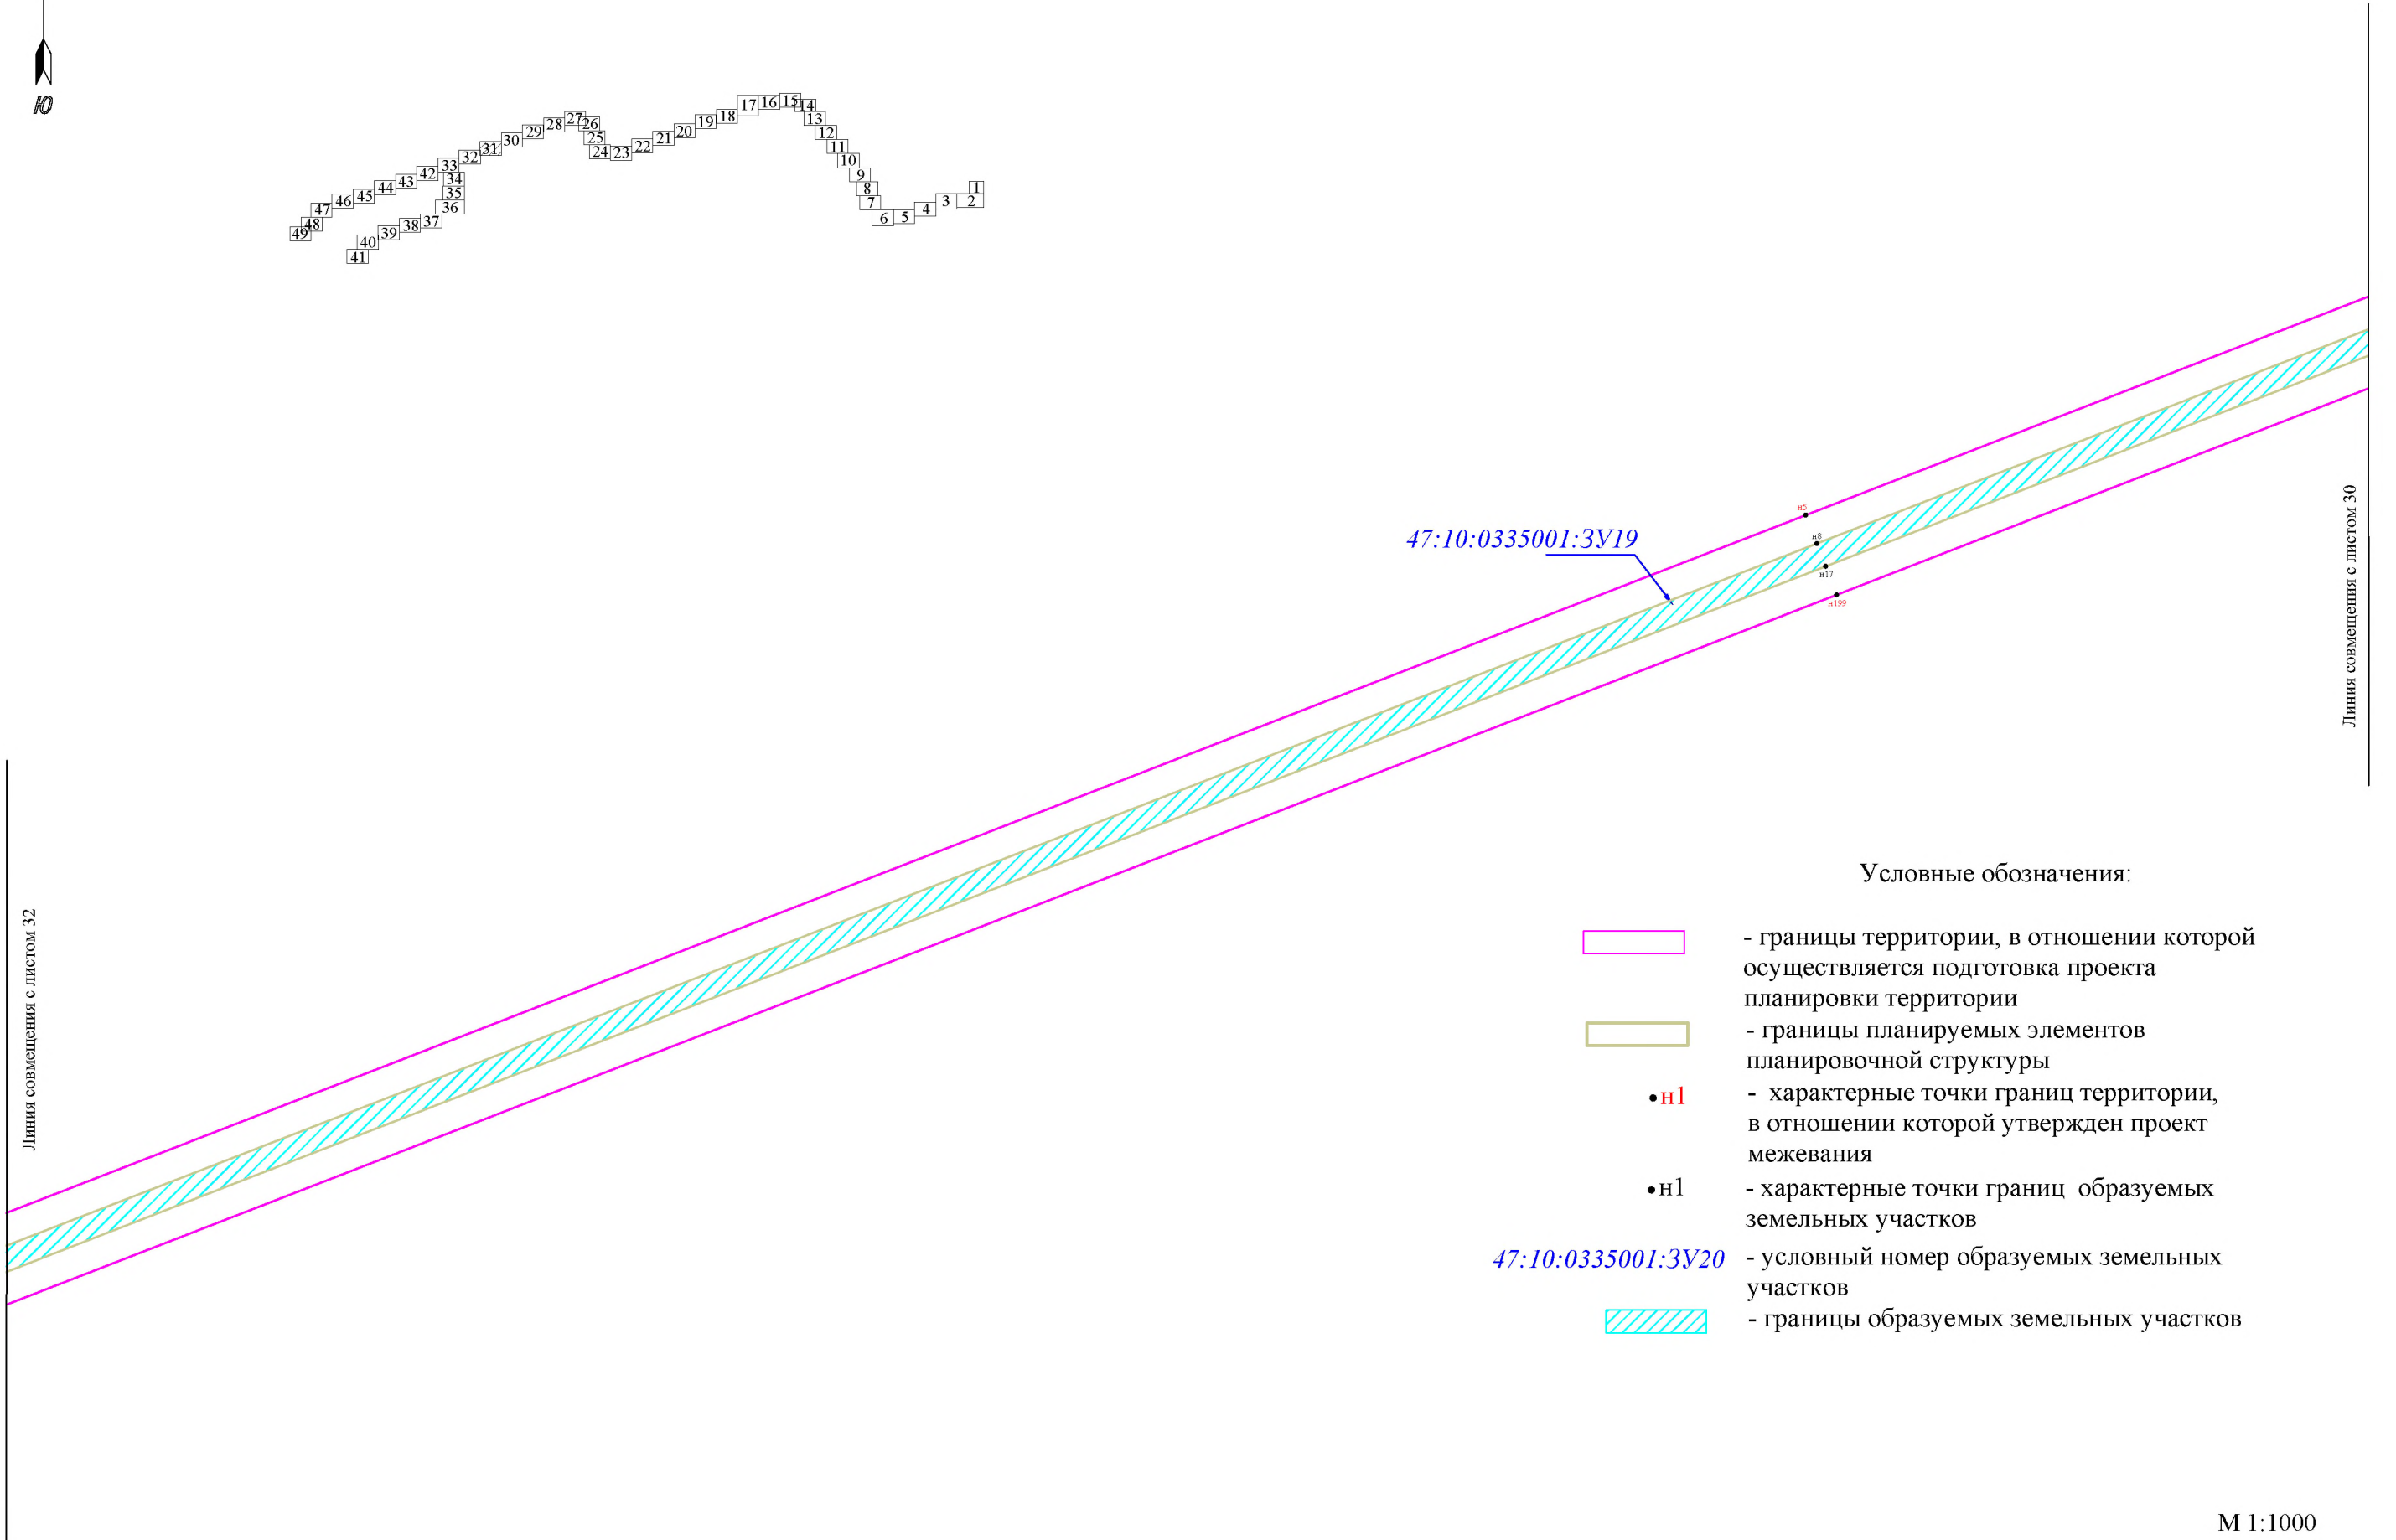 Ю
1
2
3
4
5
6
7
8
9
10
11
12
13
14
15
16
17
18
19
20
21
22
23
24
25
26
27
28
29
30
31
32
33
34
35
36
37
38
39
40
41
42
43
44
45
46
47
48
49
Линия совмещения с листом 30
47:10:0335001:ЗУ19
н5
н8
н17
н199
Линия совмещения с листом 32
Условные обозначения:
- границы территории, в отношении которой
осуществляется подготовка проекта
планировки территории
- границы планируемых элементов
планировочной структуры
н1 - характерные точки границ территории,
в отношении которой утвержден проект
межевания
н1 - характерные точки границ образуемых
земельных участков
47:10:0335001:ЗУ20 - условный номер образуемых земельных
участков
- границы образуемых земельных участков
М 1:1000